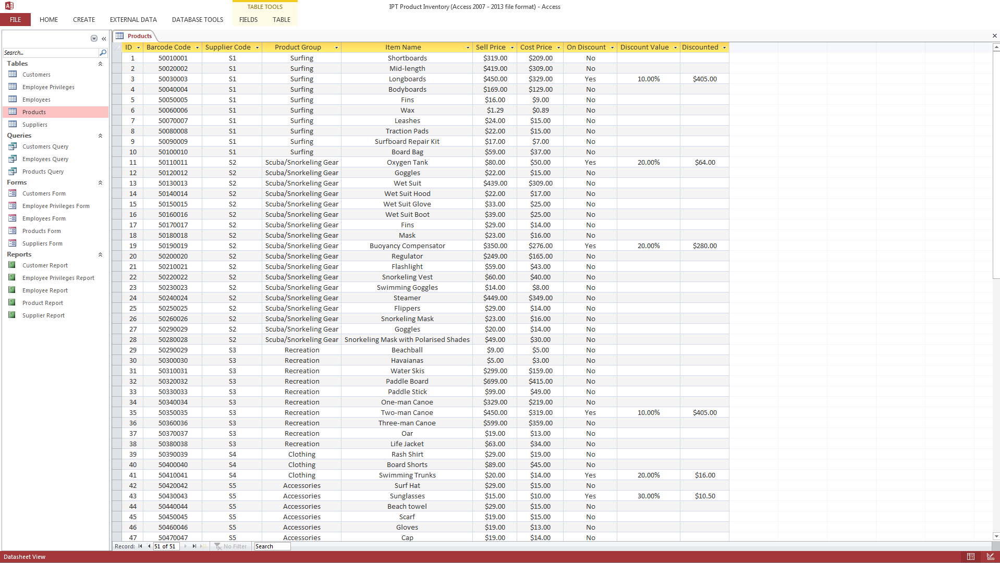 IPT Product Inventory (Access 2007 - 2013 file format) - Access
TABLE TOOLS
FILE HOME CREATE EXTERNAL DATA DATABASE TOOLS FIELDS TABLE
Search...
Tables
Customers
Employee Privileges
Employees
Products
Suppliers
Queries
Customers Query
Employees Query
Products Query
Forms
Customers Form
Employee Privileges Form
Employees Form
Products Form
Suppliers Form
Reports
Customer Report
Employee Privileges Report
Employee Report
Product Report
Supplier Report
Products
ID Barcode Code Supplier Code Product Group Item Name Sell Price Cost Price On Discount Discount Value Discounted
1 50010001 S1 Surfing Shortboards $319.00 $209.00 No
2 50020002 S1 Surfing Mid-length $419.00 $309.00 No
3 50030003 S1 Surfing Longboards $450.00 $329.00 Yes 10.00% $405.00
4 50040004 S1 Surfing Bodyboards $169.00 $129.00 No
5 50050005 S1 Surfing Fins $16.00 $9.00 No
6 50060006 S1 Surfing Wax $1.29 $0.89 No
7 50070007 S1 Surfing Leashes $24.00 $15.00 No
8 50080008 S1 Surfing Traction Pads $22.00 $15.00 No
9 50090009 S1 Surfing Surfboard Repair Kit $17.00 $7.00 No
10 50100010 S1 Surfing Board Bag $59.00 $37.00 No
11 50110011 S2 Scuba/Snorkeling Gear Oxygen Tank $80.00 $50.00 Yes 20.00% $64.00
12 50120012 S2 Scuba/Snorkeling Gear Goggles $22.00 $15.00 No
13 50130013 S2 Scuba/Snorkeling Gear Wet Suit $439.00 $309.00 No
14 50140014 S2 Scuba/Snorkeling Gear Wet Suit Hood $22.00 $17.00 No
15 50150015 S2 Scuba/Snorkeling Gear Wet Suit Glove $33.00 $25.00 No
16 50160016 S2 Scuba/Snorkeling Gear Wet Suit Boot $39.00 $25.00 No
17 50170017 S2 Scuba/Snorkeling Gear Fins $29.00 $14.00 No
18 50180018 S2 Scuba/Snorkeling Gear Mask $23.00 $16.00 No
19 50190019 S2 Scuba/Snorkeling Gear Buoyancy Compensator $350.00 $276.00 Yes 20.00% $280.00
20 50200020 S2 Scuba/Snorkeling Gear Regulator $249.00 $165.00 No
21 50210021 S2 Scuba/Snorkeling Gear Flashlight $59.00 $43.00 No
22 50220022 S2 Scuba/Snorkeling Gear Snorkeling Vest $60.00 $40.00 No
23 50230023 S2 Scuba/Snorkeling Gear Swimming Goggles $14.00 $8.00 No
24 50240024 S2 Scuba/Snorkeling Gear Steamer $449.00 $349.00 No
25 50250025 S2 Scuba/Snorkeling Gear Flippers $29.00 $14.00 No
26 50260026 S2 Scuba/Snorkeling Gear Snorkeling Mask $23.00 $16.00 No
27 50290029 S2 Scuba/Snorkeling Gear Goggles $20.00 $14.00 No
28 50280028 S2 Scuba/Snorkeling Gear Snorkeling Mask with Polarised Shades $49.00 $30.00 No
29 50290029 S3 Recreation Beachball $9.00 $5.00 No
30 50300030 S3 Recreation Havaianas $5.00 $3.00 No
31 50310031 S3 Recreation Water Skis $299.00 $159.00 No
32 50320032 S3 Recreation Paddle Board $699.00 $415.00 No
33 50330033 S3 Recreation Paddle Stick $99.00 $49.00 No
34 50340034 S3 Recreation One-man Canoe $329.00 $219.00 No
35 50350035 S3 Recreation Two-man Canoe $450.00 $319.00 Yes 10.00% $405.00
36 50360036 S3 Recreation Three-man Canoe $599.00 $359.00 No
37 50370037 S3 Recreation Oar $19.00 $13.00 No
38 50380038 S3 Recreation Life Jacket $63.00 $34.00 No
39 50390039 S4 Clothing Rash Shirt $29.00 $19.00 No
40 50400040 S4 Clothing Board Shorts $89.00 $45.00 No
41 50410041 S4 Clothing Swimming Trunks $20.00 $14.00 Yes 20.00% $16.00
42 50420042 S5 Accessories Surf Hat $29.00 $15.00 No
43 50430043 S5 Accessories Sunglasses $15.00 $10.00 Yes 30.00% $10.50
44 50440044 S5 Accessories Beach towel $29.00 $15.00 No
45 50450045 S5 Accessories Scarf $19.00 $15.00 No
46 50460046 S5 Accessories Gloves $19.00 $13.00 No
47 50470047 S5 Accessories Cap $19.00 $14.00 No
Record: 51 of 51 No Filter Search
Datasheet View